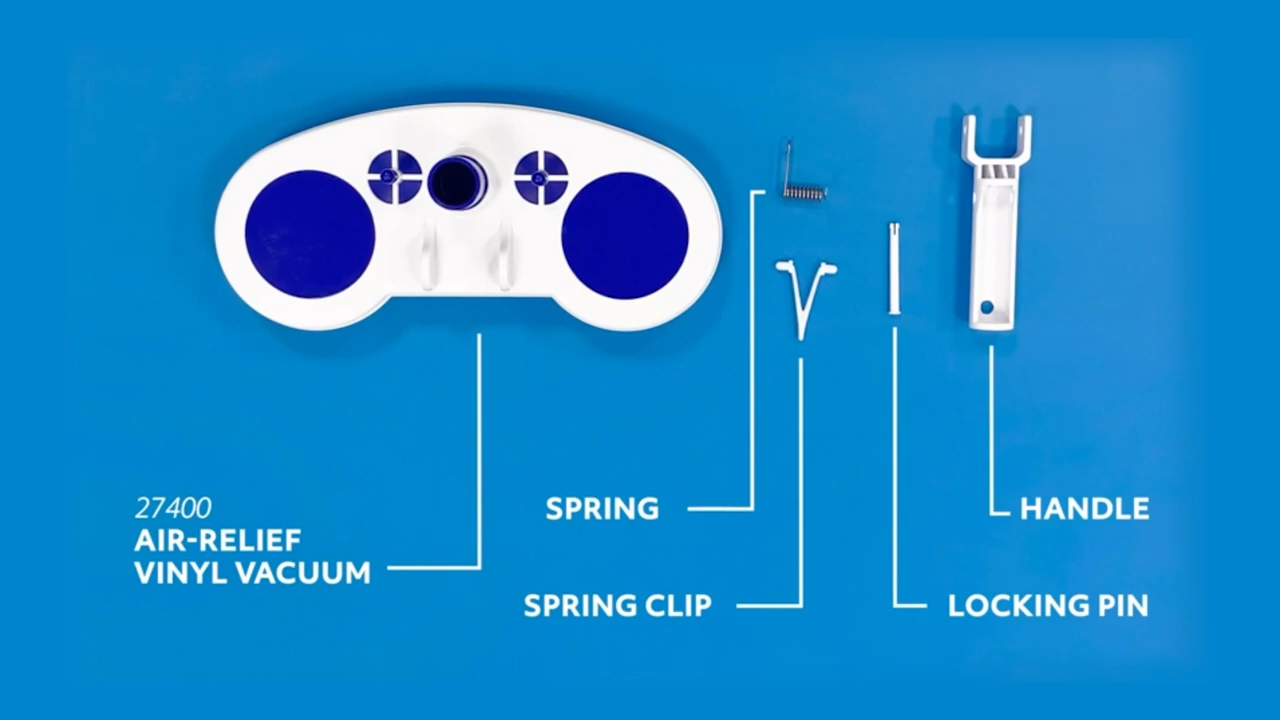 27400
AIR-RELIEF
VINYL VACUUM
SPRING
SPRING CLIP
HANDLE
LOCKING PIN